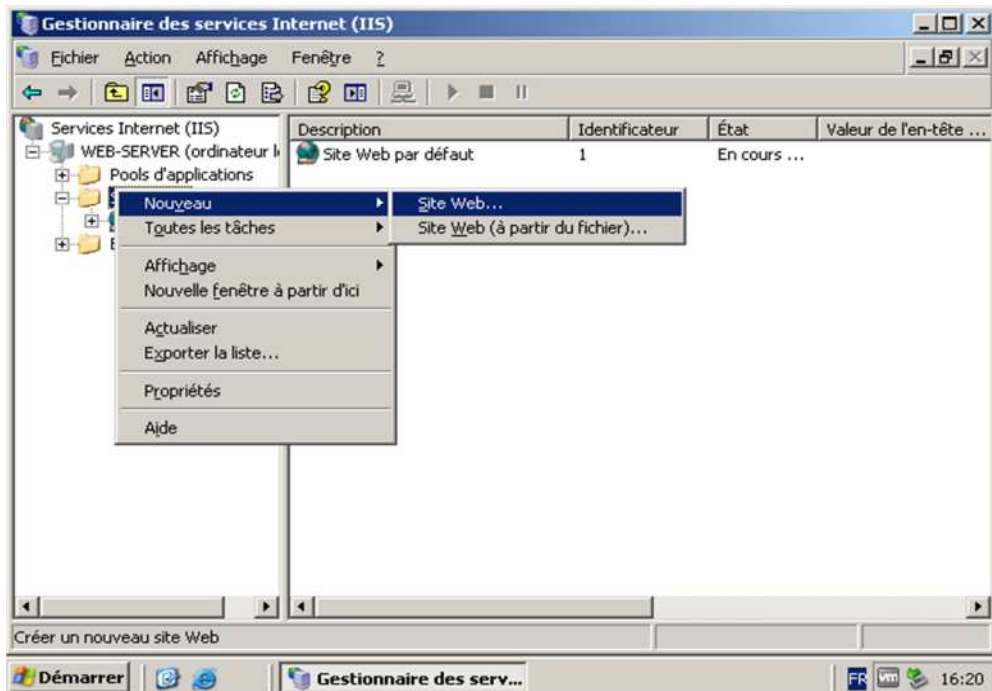 Gestionnaire des services Internet (IIS)
Fichier Action Affichage Fenêtre ?
Services Internet (IIS)
WEB-SERVER (ordinateur l
Pools d'applications
Description Identificateur État Valeur de l'en-tête ...
Site Web par défaut 1 En cours ...
Nouveau
Toutes les tâches
Affichage
Nouvelle fenêtre à partir d'ici
Actualiser
Exporter la liste...
Propriétés
Aide
Site Web...
Site Web (à partir du fichier)...
Créer un nouveau site Web
Démarrer
Gestionnaire des serv...
FR
16:20